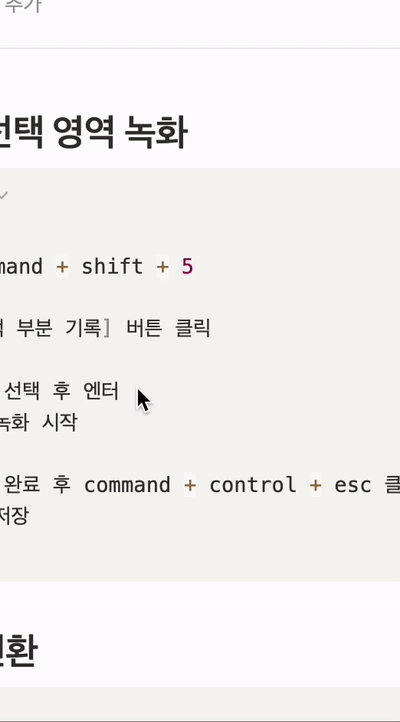 추가
선택 영역 녹화
mand + shift + 5
부분 기록] 버튼 클릭
선택 후 엔터
녹화 시작
완료 후 command + control + esc 클
저장
환